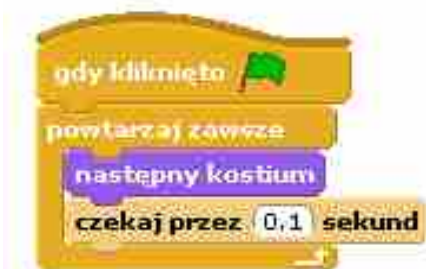 gdy kliknięto
powtarzaj zawsze
następny kostium
czekaj przez 0.1 sekund